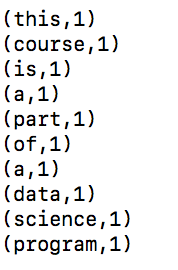 (this,1)
(course,1)
(is,1)
(a,1)
(part,1)
(of,1)
(a,1)
(data,1)
(science,1)
(program,1)